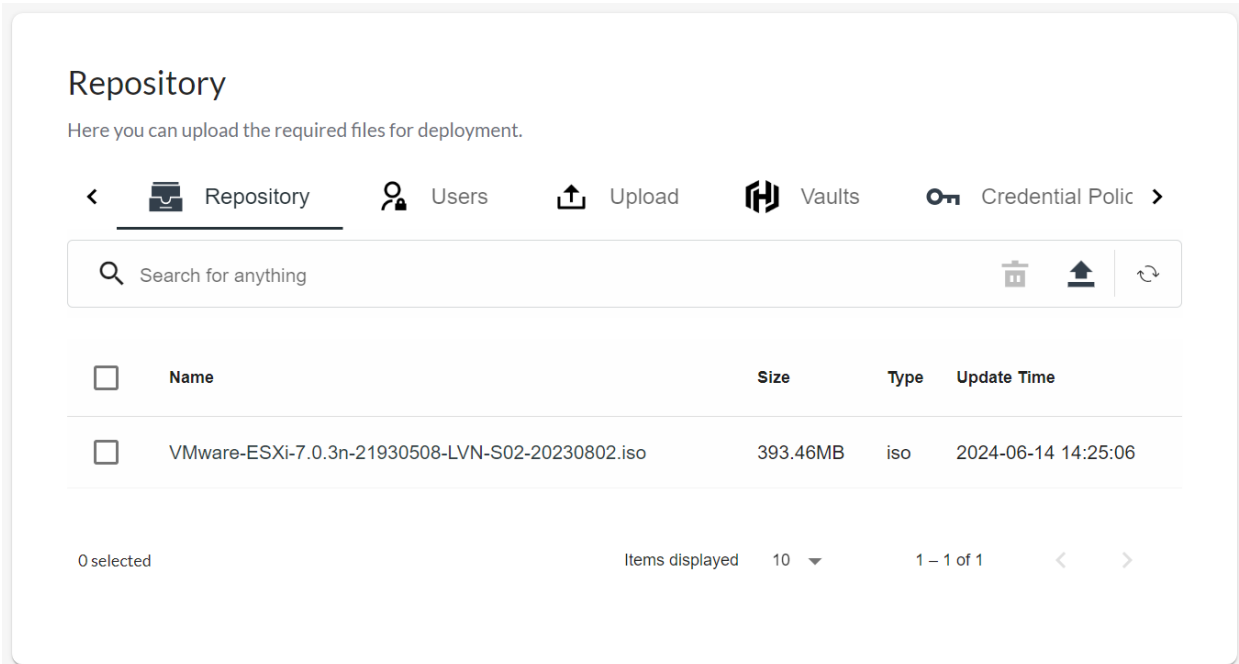 Repository
Here you can upload the required files for deployment.
Repository Users Upload Vaults Credential Polic
Search for anything
Name Size Type Update Time
VMware-ESXi-7.0.3n-21930508-LVN-S02-20230802.iso 393.46MB iso 2024-06-14 14:25:06
0 selected Items displayed 10 1 – 1 of 1